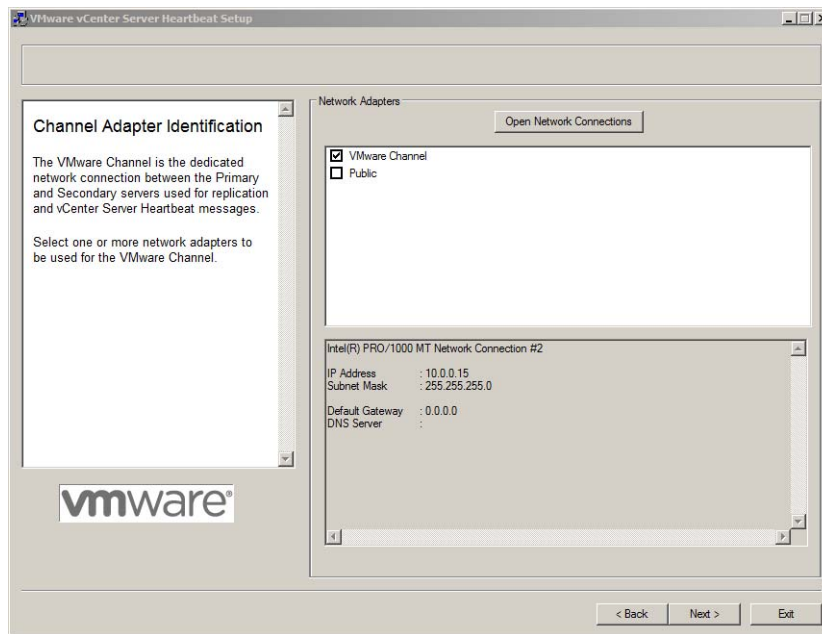 VMware vCenter Server Heartbeat Setup
Channel Adapter Identification
The VMware Channel is the dedicated
network connection between the Primary
and Secondary servers used for replication
and vCenter Server Heartbeat messages.
Select one or more network adapters to
be used for the VMware Channel.
vmware®
Network Adapters
Open Network Connections
VMware Channel
Public
Intel(R) PRO/1000 MT Network Connection #2
IP Address : 10.0.0.15
Subnet Mask : 255.255.255.0
Default Gateway : 0.0.0.0
DNS Server :
< Back Next > Exit